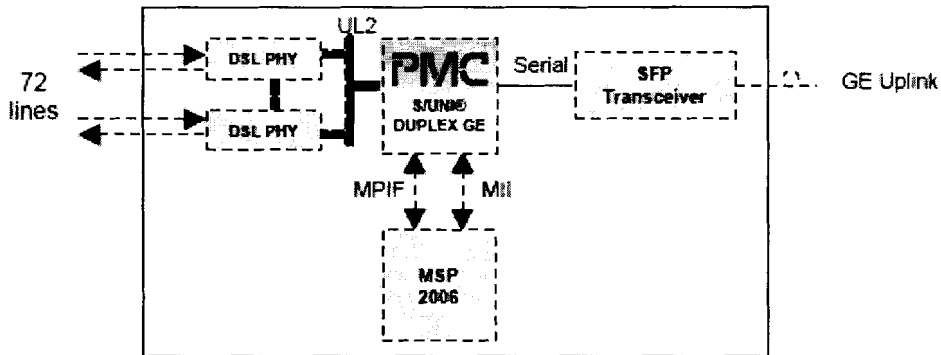 UL2
DSL PHY
72
lines
DSL PHY
PMC
S/UNI®
DUPLEX GE
Serial
SFP
Transceiver
GE Uplink
MPIF
MII
MSP
2006